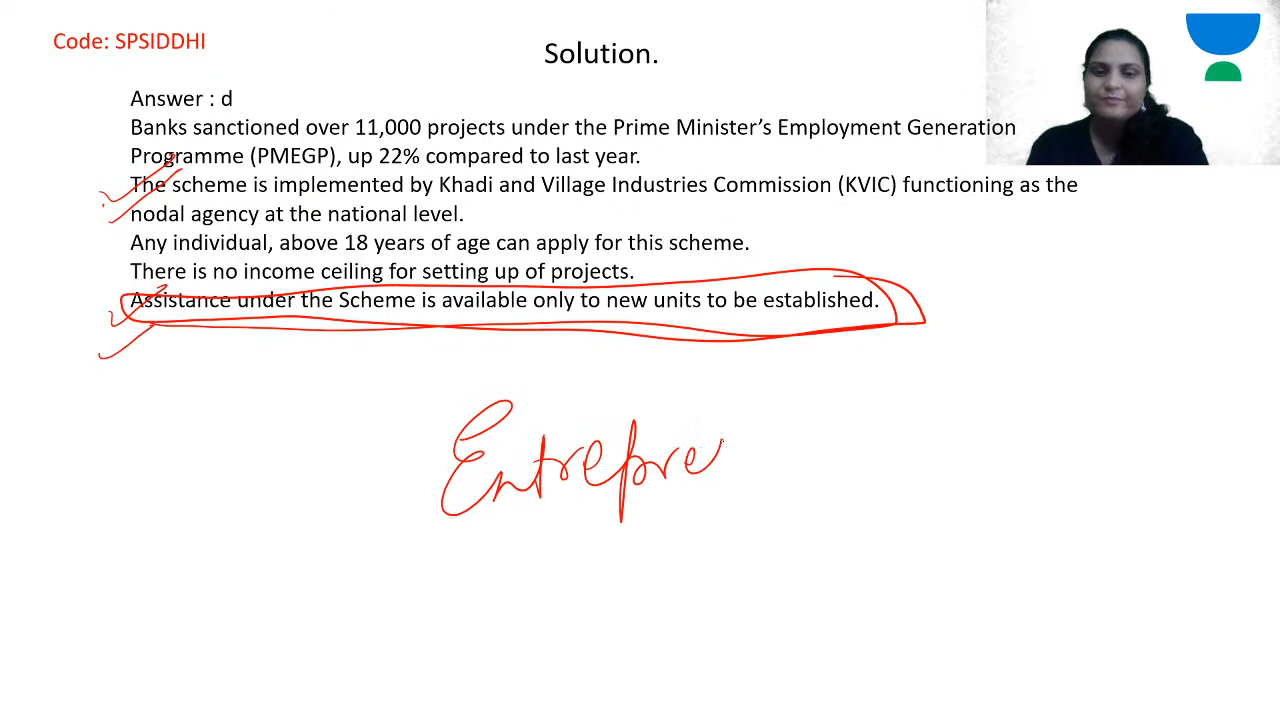 Code: SPSIDDHI
Solution.
Answer : d
Banks sanctioned over 11,000 projects under the Prime Minister’s Employment Generation
Programme (PMEGP), up 22% compared to last year.
The scheme is implemented by Khadi and Village Industries Commission (KVIC) functioning as the
nodal agency at the national level.
Any individual, above 18 years of age can apply for this scheme.
There is no income ceiling for setting up of projects.
Assistance under the Scheme is available only to new units to be established.
Entrepre